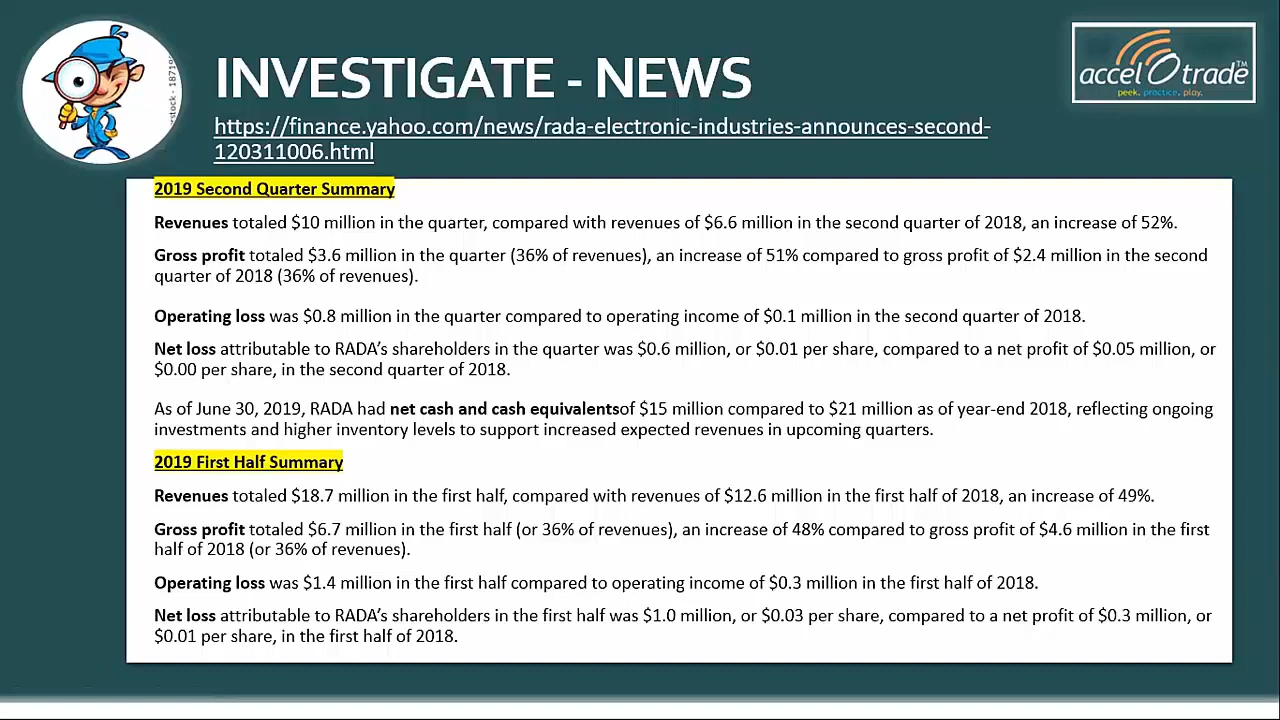 INVESTIGATE - NEWS
accelOtrade™
peek. practice. play.
https://finance.yahoo.com/news/rada-electronic-industries-announces-second-
120311006.html
2019 Second Quarter Summary
Revenues totaled $10 million in the quarter, compared with revenues of $6.6 million in the second quarter of 2018, an increase of 52%.
Gross profit totaled $3.6 million in the quarter (36% of revenues), an increase of 51% compared to gross profit of $2.4 million in the second
quarter of 2018 (36% of revenues).
Operating loss was $0.8 million in the quarter compared to operating income of $0.1 million in the second quarter of 2018.
Net loss attributable to RADA’s shareholders in the quarter was $0.6 million, or $0.01 per share, compared to a net profit of $0.05 million, or
$0.00 per share, in the second quarter of 2018.
As of June 30, 2019, RADA had net cash and cash equivalentsof $15 million compared to $21 million as of year-end 2018, reflecting ongoing
investments and higher inventory levels to support increased expected revenues in upcoming quarters.
2019 First Half Summary
Revenues totaled $18.7 million in the first half, compared with revenues of $12.6 million in the first half of 2018, an increase of 49%.
Gross profit totaled $6.7 million in the first half (or 36% of revenues), an increase of 48% compared to gross profit of $4.6 million in the first
half of 2018 (or 36% of revenues).
Operating loss was $1.4 million in the first half compared to operating income of $0.3 million in the first half of 2018.
Net loss attributable to RADA’s shareholders in the first half was $1.0 million, or $0.03 per share, compared to a net profit of $0.3 million, or
$0.01 per share, in the first half of 2018.